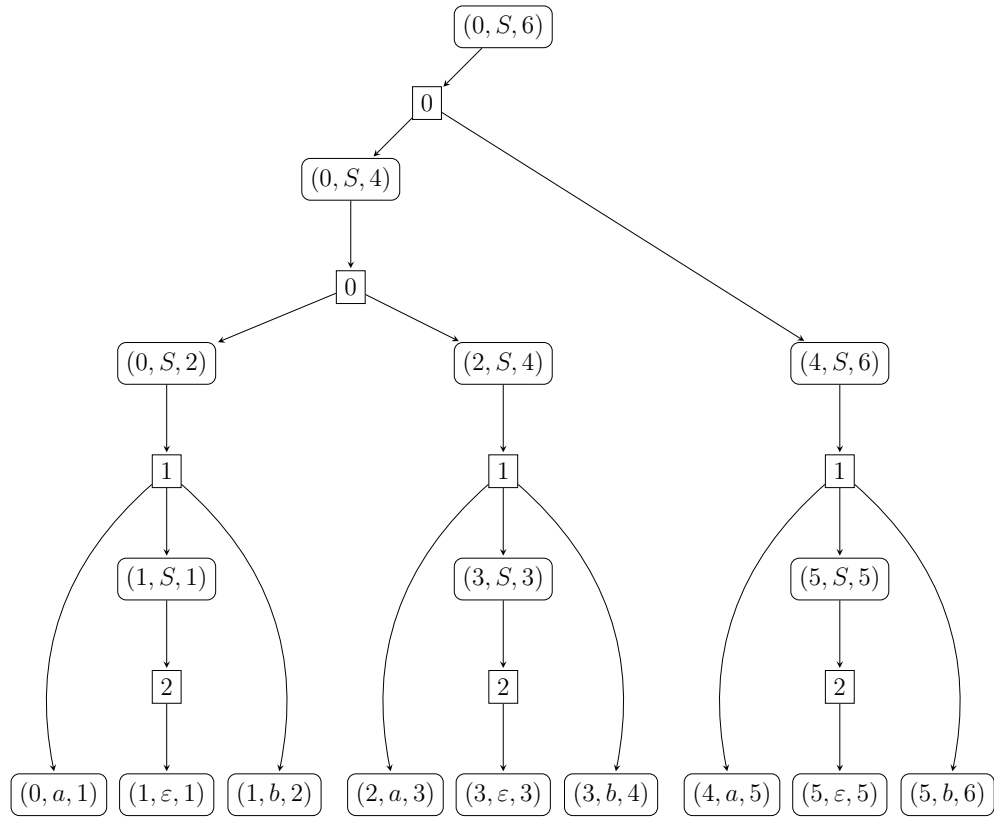 (0, S, 6)
0
(0, S, 4)
0
(0, S, 2) (2, S, 4) (4, S, 6)
1 1 1
(1, S, 1) (3, S, 3) (5, S, 5)
2 2 2
(0, a, 1) (1, ε, 1) (1, b, 2) (2, a, 3) (3, ε, 3) (3, b, 4) (4, a, 5) (5, ε, 5) (5, b, 6)